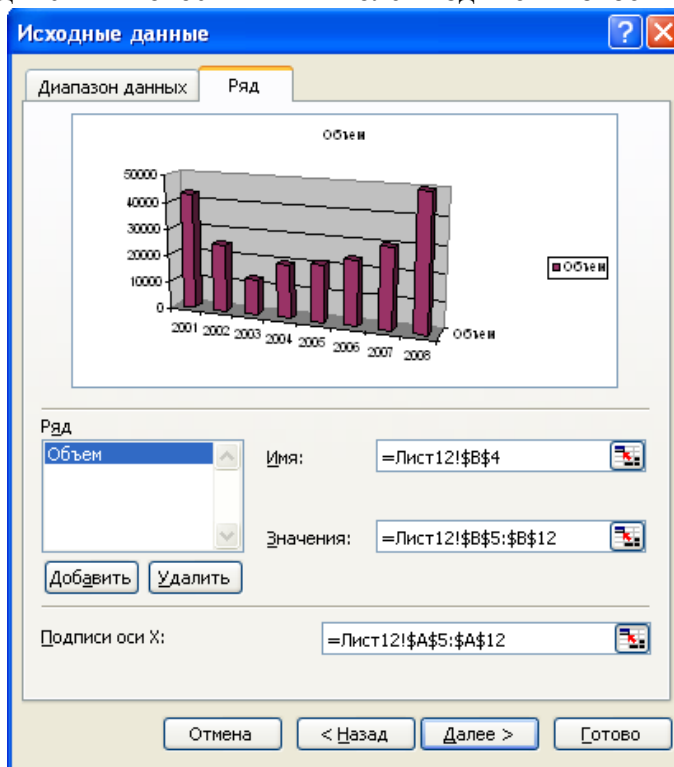 Исходные данные
Диапазон данных Ряд
Объем
50000
40000
30000
20000
10000
0
2001 2002 2003 2004 2005 2006 2007 2008
Объем
Объем
Ряд
Объем
Имя: =Лист12!$B$4
Значения: =Лист12!$B$5:$B$12
Добавить Удалить
Подписи оси X: =Лист12!$A$5:$A$12
Отмена < Назад Далее > Готово